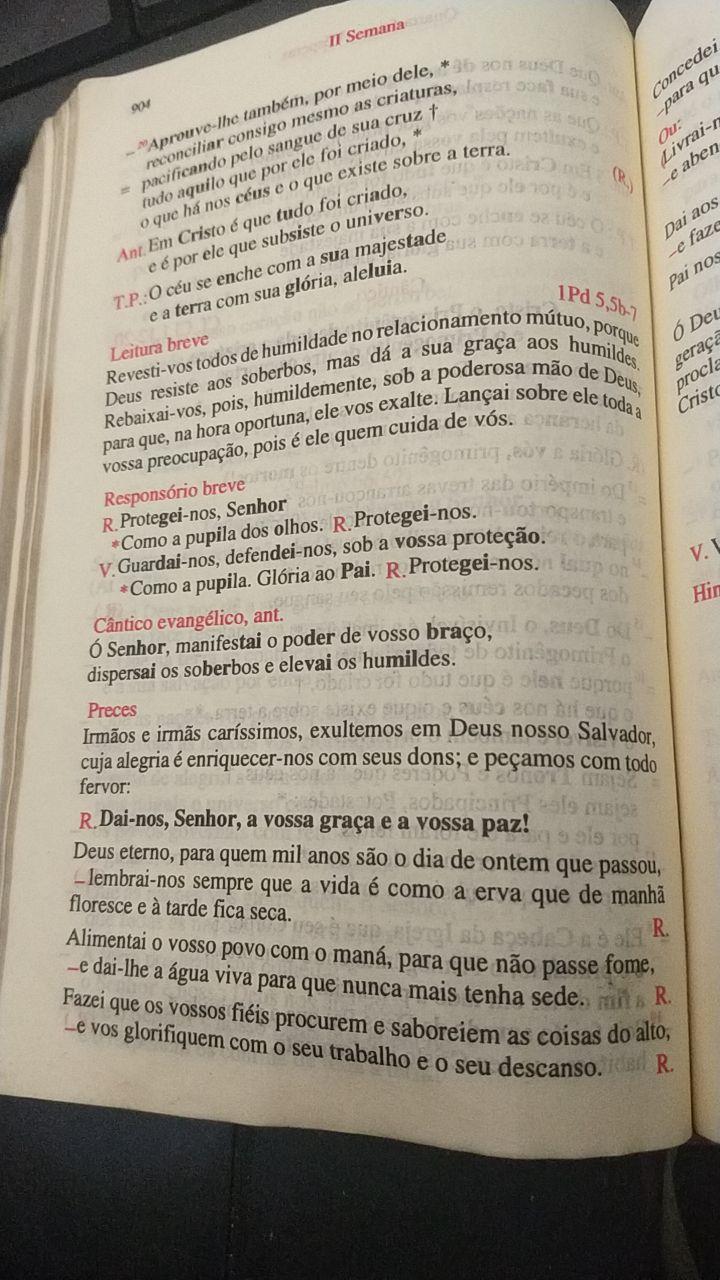 II Semana
904
– ²⁰Aprouve-lhe também, por meio dele, *
reconciliar consigo mesmo as criaturas,
= pacificando pelo sangue de sua cruz †
tudo aquilo que por ele foi criado, *
o que há nos céus e o que existe sobre a terra. (R.)
Ant. Em Cristo é que tudo foi criado,
e é por ele que subsiste o universo.
T.P.: O céu se enche com a sua majestade
e a terra com sua glória, aleluia.
Leitura breve 1Pd 5,5b-7
Revesti-vos todos de humildade no relacionamento mútuo, porque
Deus resiste aos soberbos, mas dá a sua graça aos humildes.
Rebaixai-vos, pois, humildemente, sob a poderosa mão de Deus,
para que, na hora oportuna, ele vos exalte. Lançai sobre ele toda a
vossa preocupação, pois é ele quem cuida de vós.
Responsório breve
R. Protegei-nos, Senhor
*Como a pupila dos olhos. R. Protegei-nos.
V. Guardai-nos, defendei-nos, sob a vossa proteção.
*Como a pupila. Glória ao Pai. R. Protegei-nos.
Cântico evangélico, ant.
Ó Senhor, manifestai o poder de vosso braço,
dispersai os soberbos e elevai os humildes.
Preces
Irmãos e irmãs caríssimos, exultemos em Deus nosso Salvador,
cuja alegria é enriquecer-nos com seus dons; e peçamos com todo
fervor:
R. Dai-nos, Senhor, a vossa graça e a vossa paz!
Deus eterno, para quem mil anos são o dia de ontem que passou,
–lembrai-nos sempre que a vida é como a erva que de manhã
floresce e à tarde fica seca. R.
Alimentai o vosso povo com o maná, para que não passe fome,
–e dai-lhe a água viva para que nunca mais tenha sede. R.
Fazei que os vossos fiéis procurem e saboreiem as coisas do alto,
–e vos glorifiquem com o seu trabalho e o seu descanso. R.
Concedei
–para qu
Ou:
(Livrai-n
–e aben
Dai aos
–e faze
Pai nos
Ó Deu
geraçã
procla
Cristo
V. V
Hin